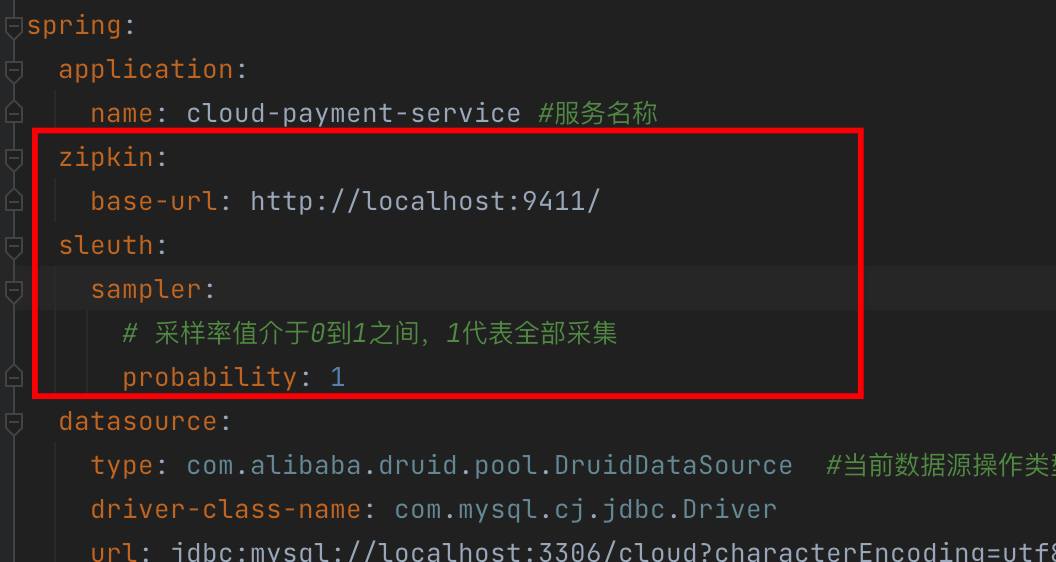 spring:
application:
name: cloud-payment-service #服务名称
zipkin:
base-url: http://localhost:9411/
sleuth:
sampler:
# 采样率值介于0到1之间，1代表全部采集
probability: 1
datasource:
type: com.alibaba.druid.pool.DruidDataSource #当前数据源操作类型
driver-class-name: com.mysql.cj.jdbc.Driver
url: jdbc:mysql://localhost:3306/cloud?characterEncoding=utf8